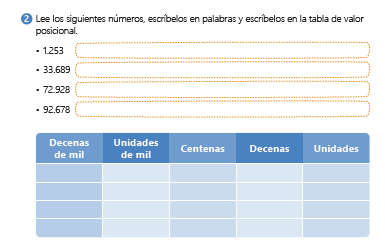 2 Lee los siguientes números, escríbelos en palabras y escríbelos en la tabla de valor
posicional.
• 1.253
• 33.689
• 72.928
• 92.678
Decenas de mil Unidades de mil Centenas Decenas Unidades